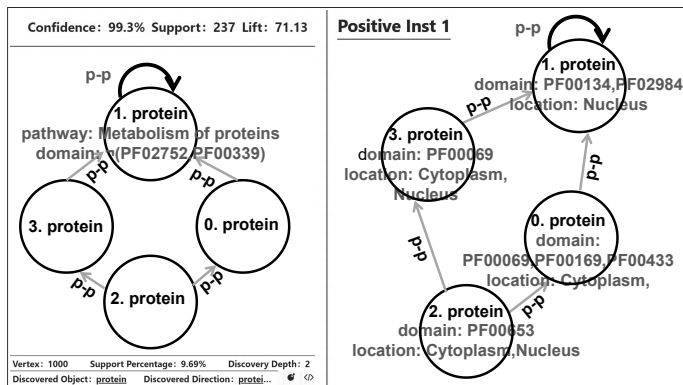 Confidence: 99.3% Support: 237 Lift: 71.13
p-p
1. protein
pathway: Metabolism of proteins
domain: ¬(PF02752,PF00339)
p-p
p-p
3. protein
0. protein
p-p
p-p
2. protein
Vertex: 1000 Support Percentage: 9.69% Discovery Depth: 2
Discovered Object: protein Discovered Direction: protei...
Positive Inst 1
p-p
1. protein
domain: PF00134,PF02984
location: Nucleus
p-p
3. protein
domain: PF00069
location: Cytoplasm,
Nucleus
p-p
0. protein
domain:
PF00069,PF00169,PF00433
location: Cytoplasm,
p-p
p-p
2. protein
domain: PF00653
location: Cytoplasm,Nucleus